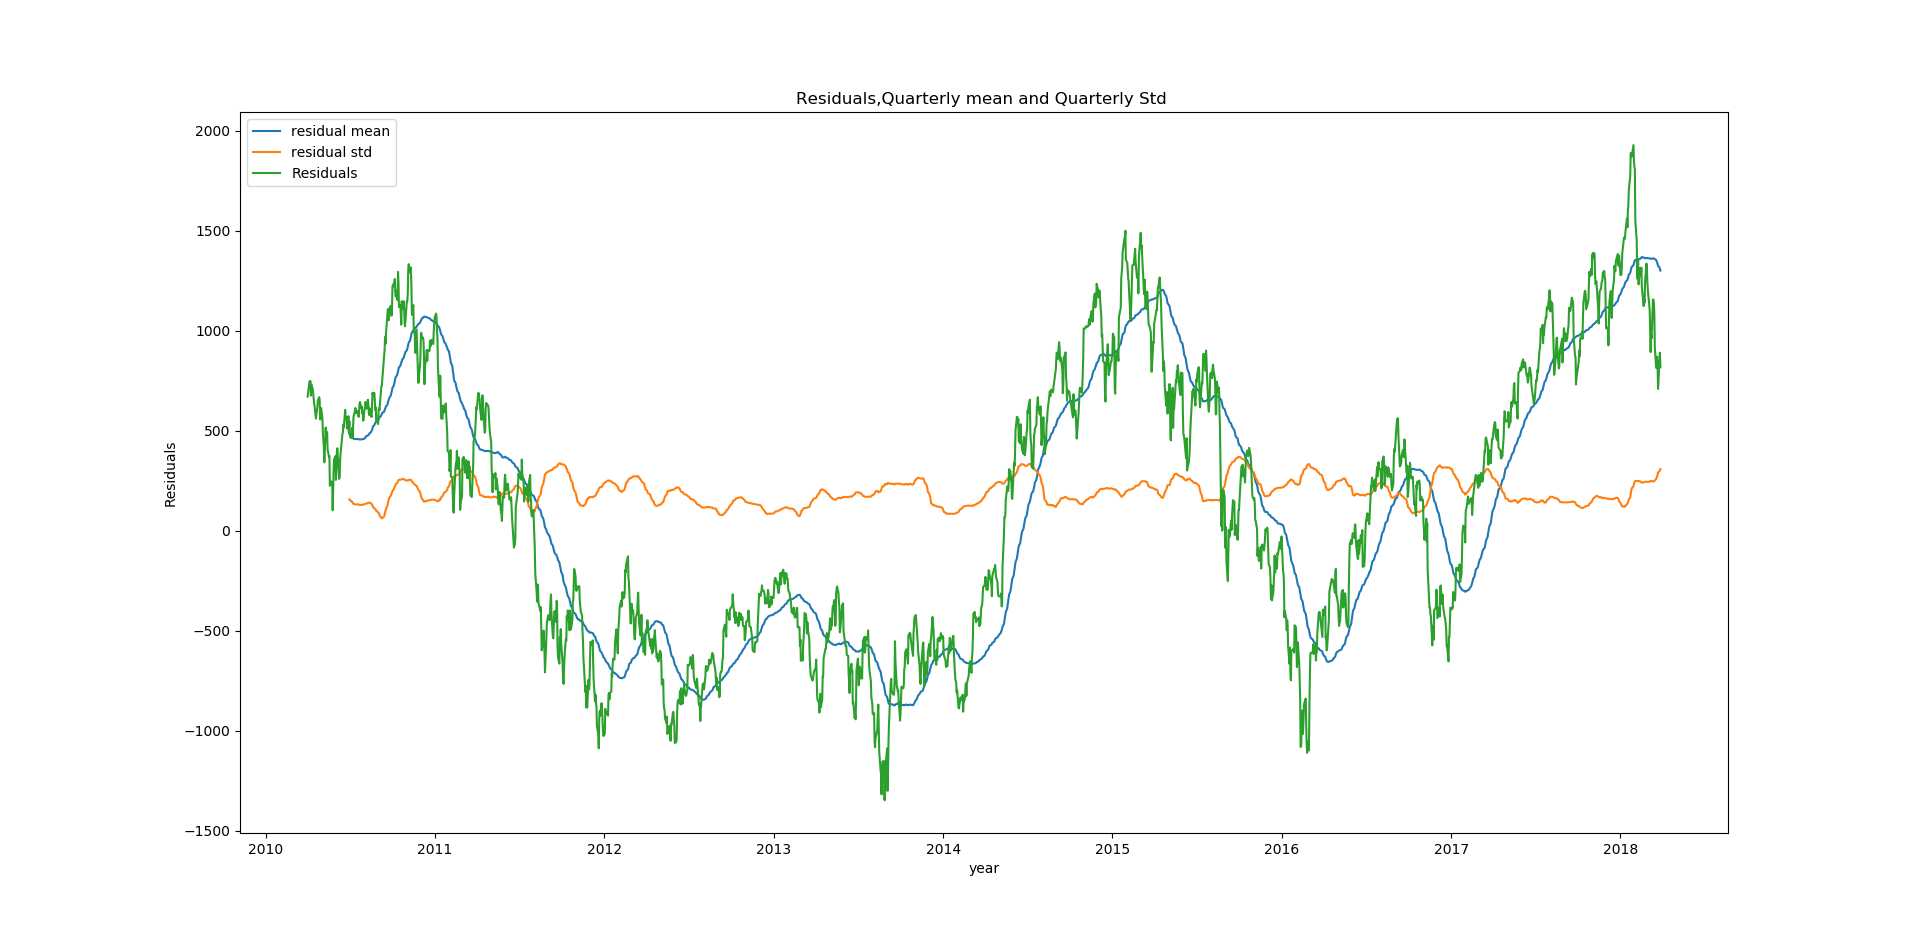 Residuals,Quarterly mean and Quarterly Std
residual mean
residual std
Residuals
2000
1500
1000
500
0
−500
−1000
−1500
Residuals
2010 2011 2012 2013 2014 2015 2016 2017 2018
year